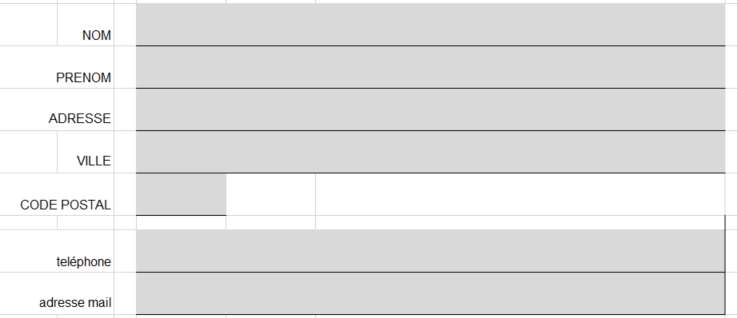 NOM
PRENOM
ADRESSE
VILLE
CODE POSTAL
teléphone
adresse mail